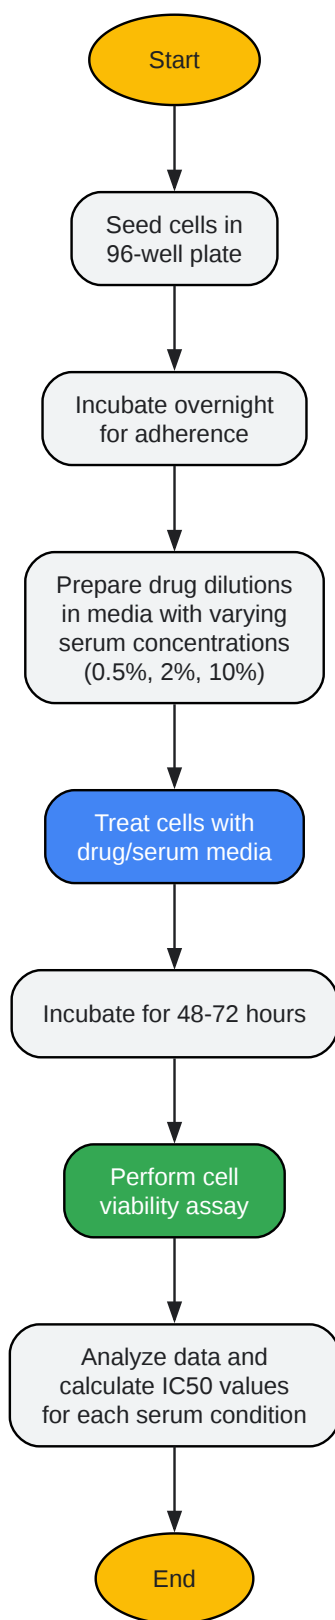 Start
Seed cells in
96-well plate
Incubate overnight
for adherence
Prepare drug dilutions
in media with varying
serum concentrations
(0.5%, 2%, 10%)
Treat cells with
drug/serum media
Incubate for 48-72 hours
Perform cell
viability assay
Analyze data and
calculate IC50 values
for each serum condition
End